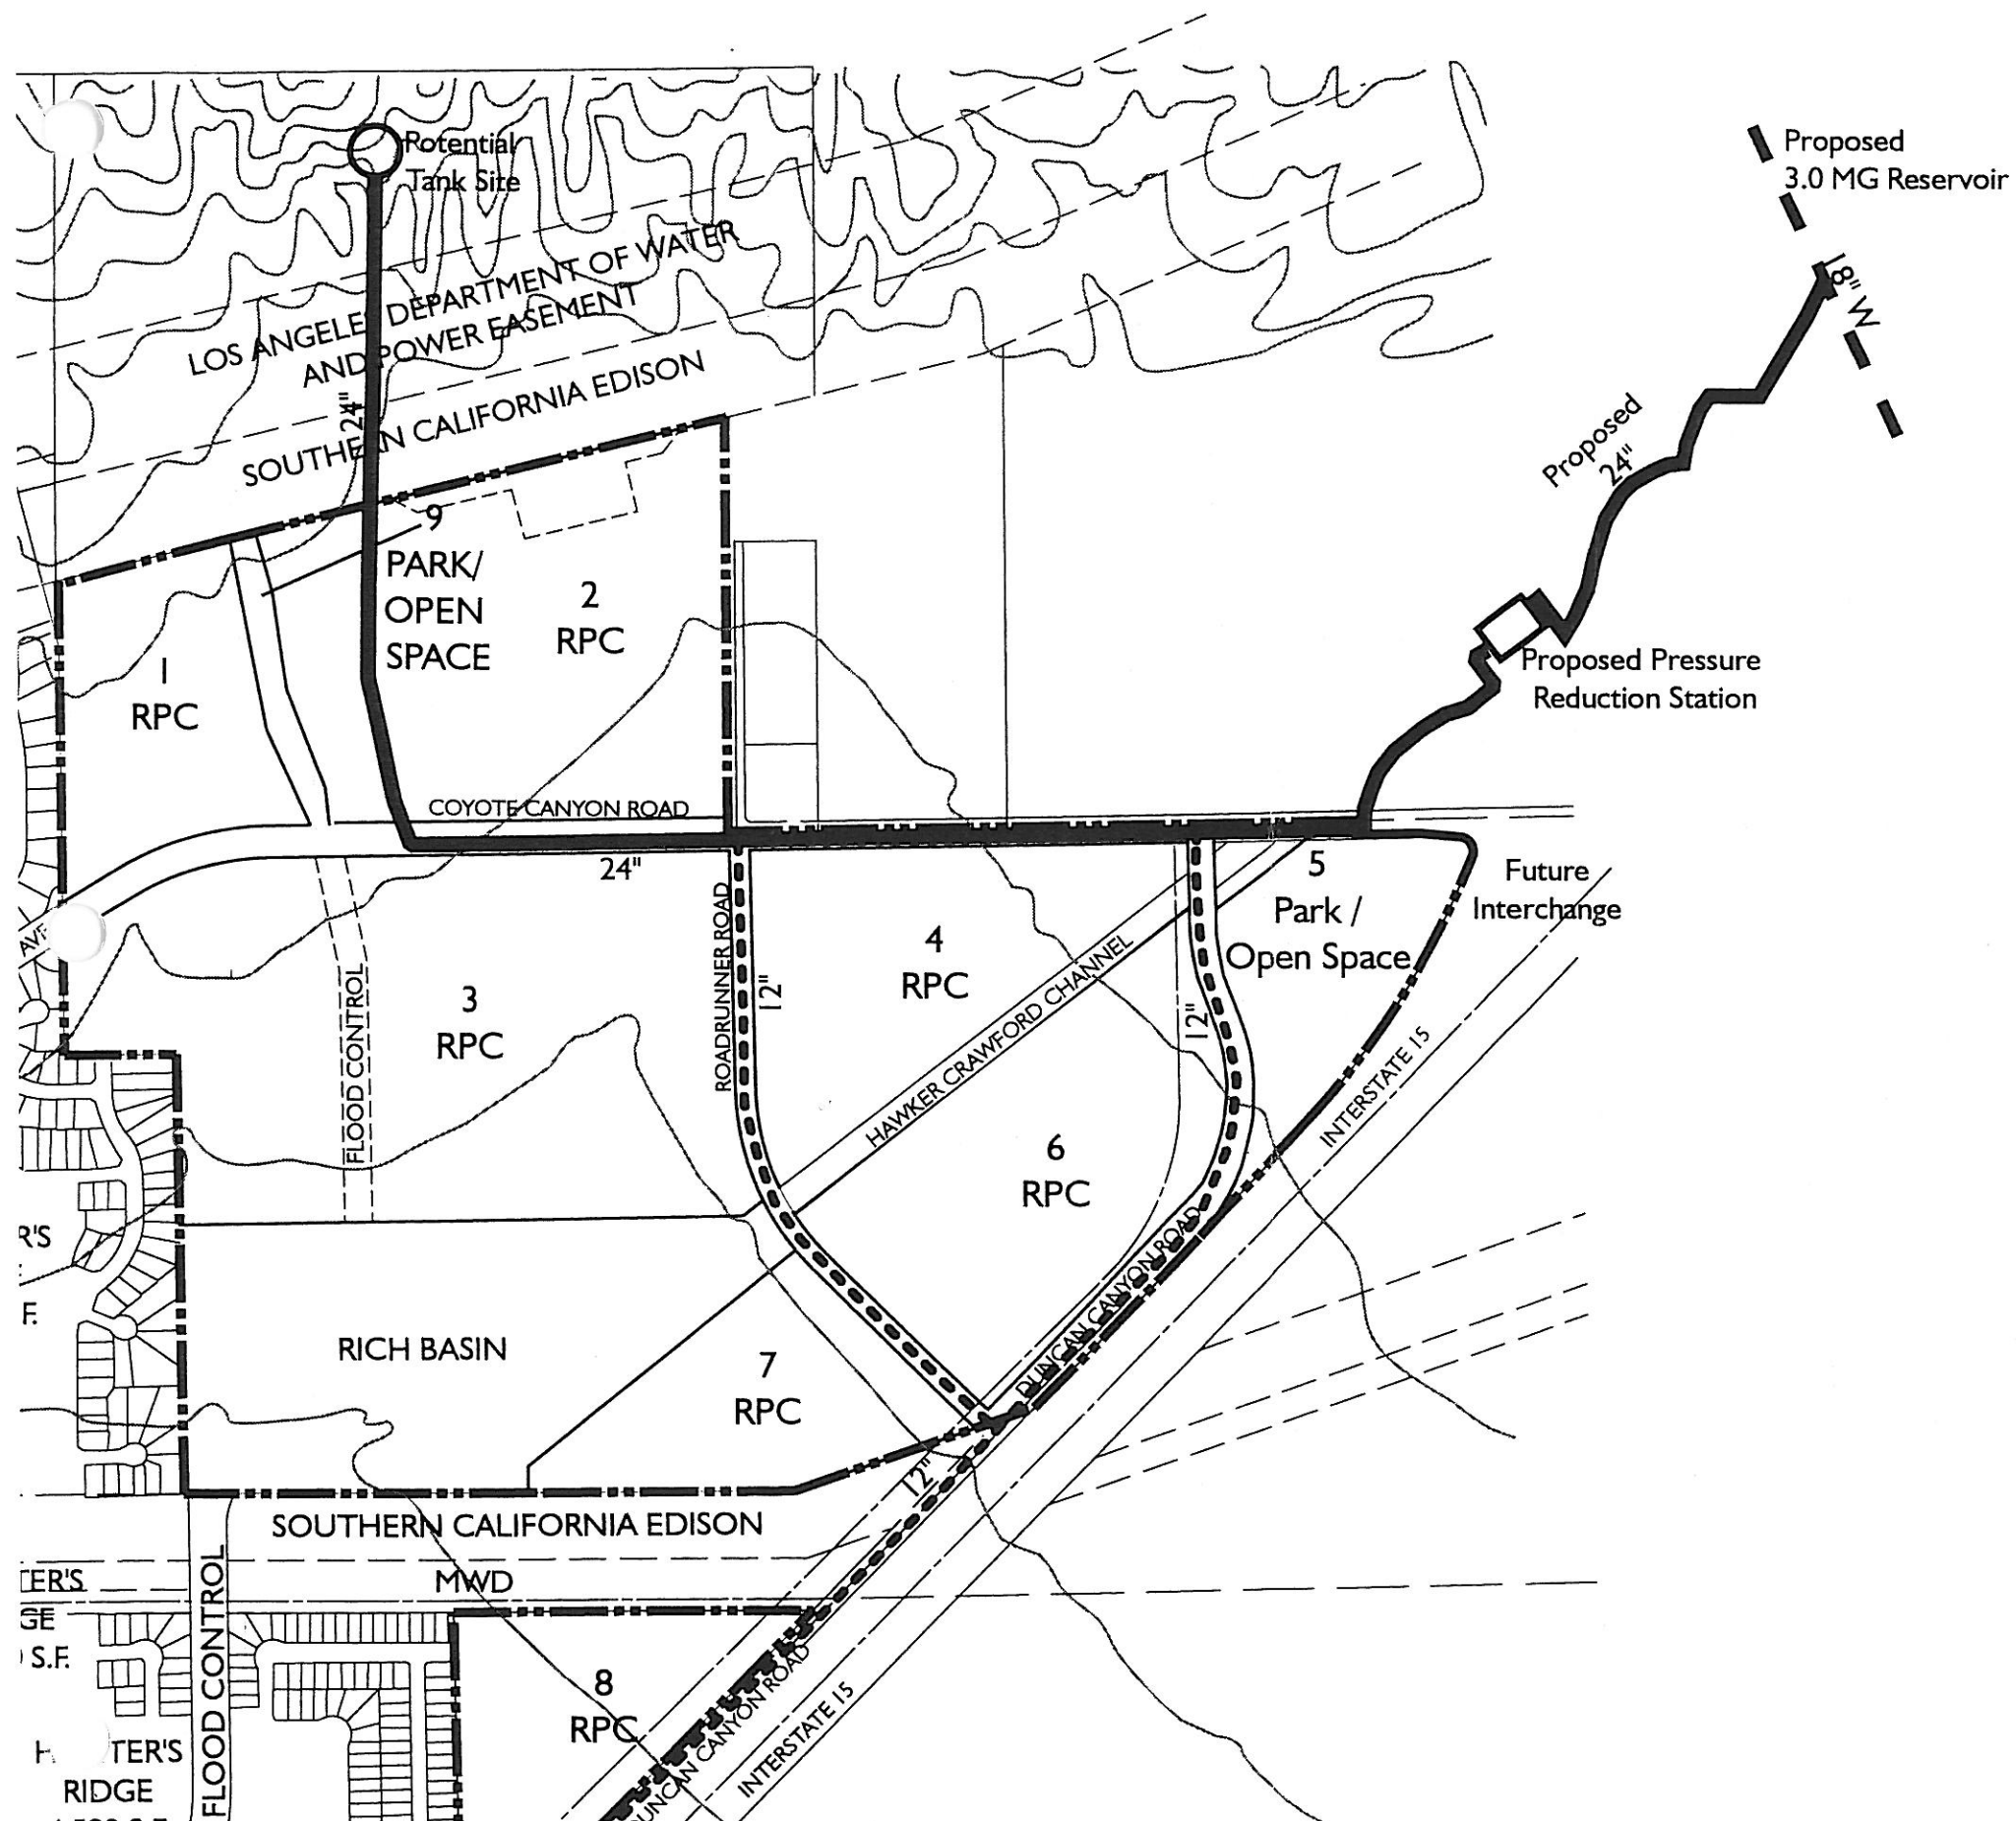 Potential
Tank Site
Proposed
3.0 MG Reservoir
18" W
LOS ANGELES DEPARTMENT OF WATER
AND POWER EASEMENT
24"
SOUTHERN CALIFORNIA EDISON
Proposed
24"
9
PARK/
OPEN
SPACE
2
RPC
1
RPC
Proposed Pressure
Reduction Station
COYOTE CANYON ROAD
24"
5
Park /
Open Space
Future
Interchange
AVE
ROADRUNNER ROAD
12"
4
RPC
HAWKER CRAWFORD CHANNEL
12"
3
RPC
FLOOD CONTROL
INTERSTATE 15
6
RPC
R'S
F.
DUNCAN CANYON ROAD
RICH BASIN
7
RPC
12"
SOUTHERN CALIFORNIA EDISON
TER'S
MWD
GE
S.F.
FLOOD CONTROL
8
RPC
DUNCAN CANYON ROAD
INTERSTATE 15
H TER'S
RIDGE